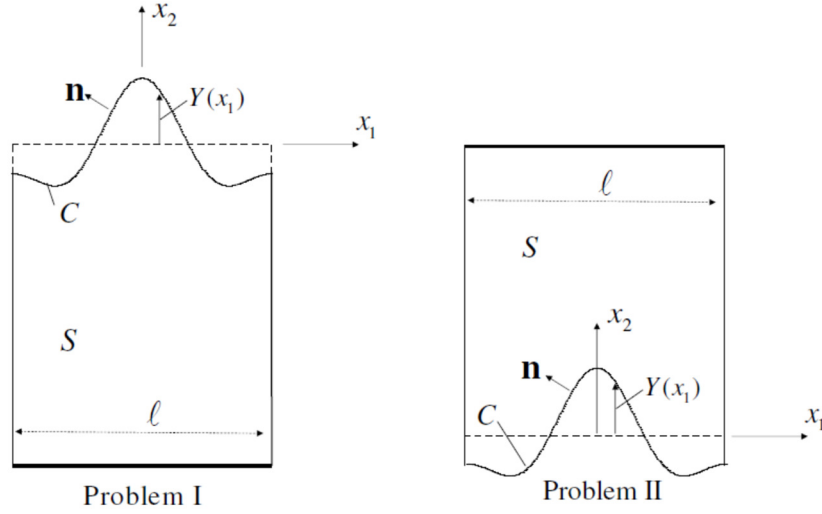 x₂
n
Y(x₁)
x₁
C
S
ℓ
Problem I
ℓ
S
x₂
n
Y(x₁)
C
x₁
Problem II